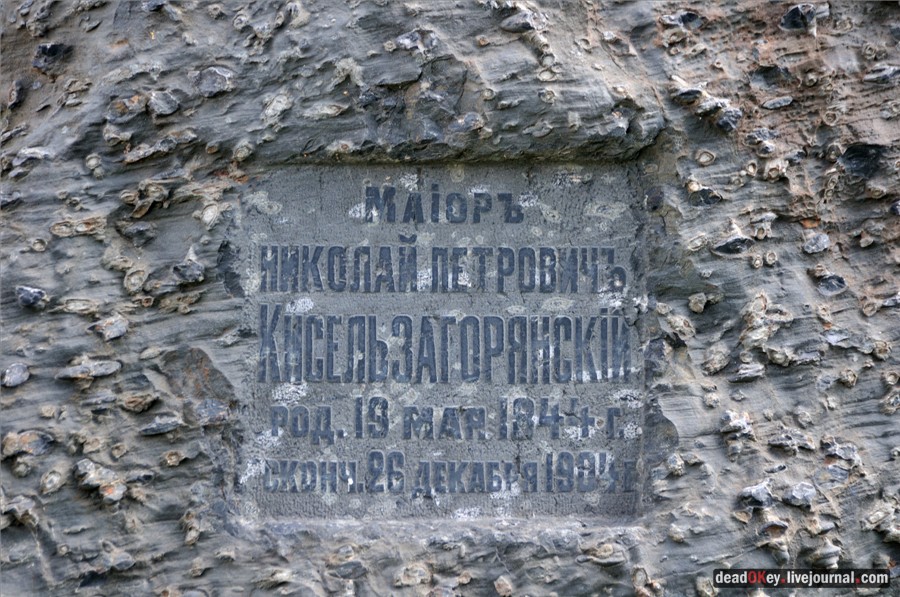 Маіоръ
НИКОЛАЙ ПЕТРОВИЧЪ
КИСЕЛЬЗАГОРЯНСКІЙ
род. 19 мая 1844 г.
сконч. 26 декабря 1904 г.
deadOKey.livejournal.com